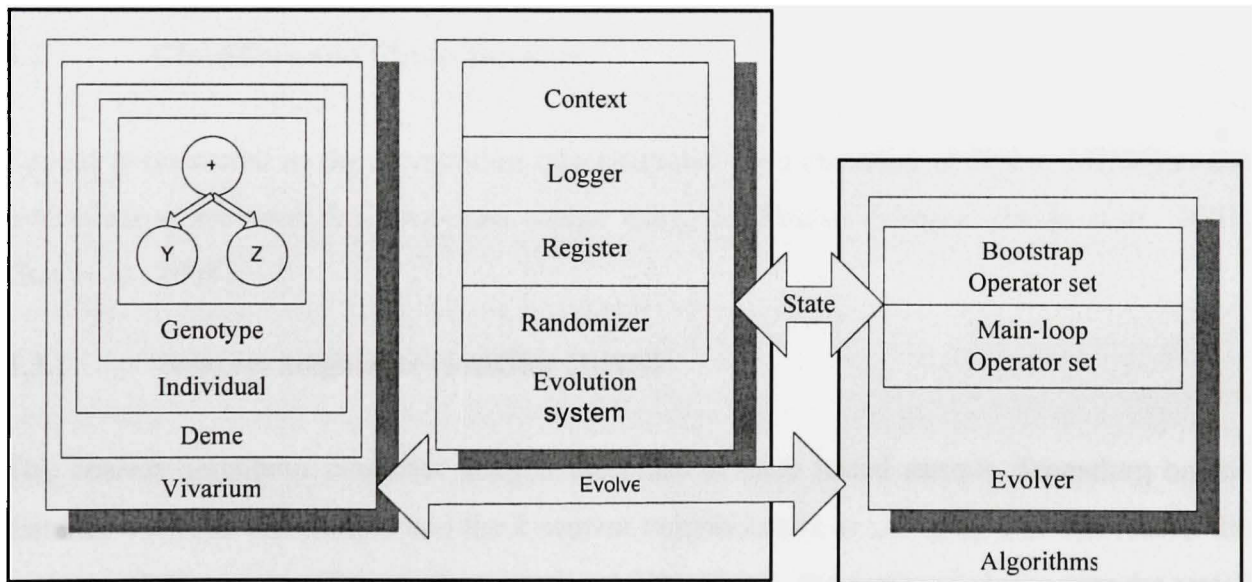 Y
Z
Genotype
Individual
Deme
Vivarium
Context
Logger
Register
Randomizer
Evolution
system
State
Evolve
Bootstrap
Operator set
Main-loop
Operator set
Evolver
Algorithms